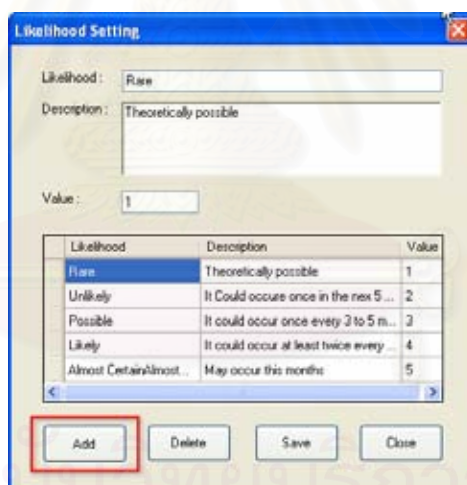 Likelihood Setting
Likelihood : Rare
Description : Theoretically possible
Value : 1
Likelihood Description Value
Rare Theoretically possible 1
Unlikely It Could occure once in the nex 5 ... 2
Possible It could occur once every 3 to 5 m... 3
Likely It could occur at least twice every ... 4
Almost CertainAlmost... May occur this months 5
Add Delete Save Close